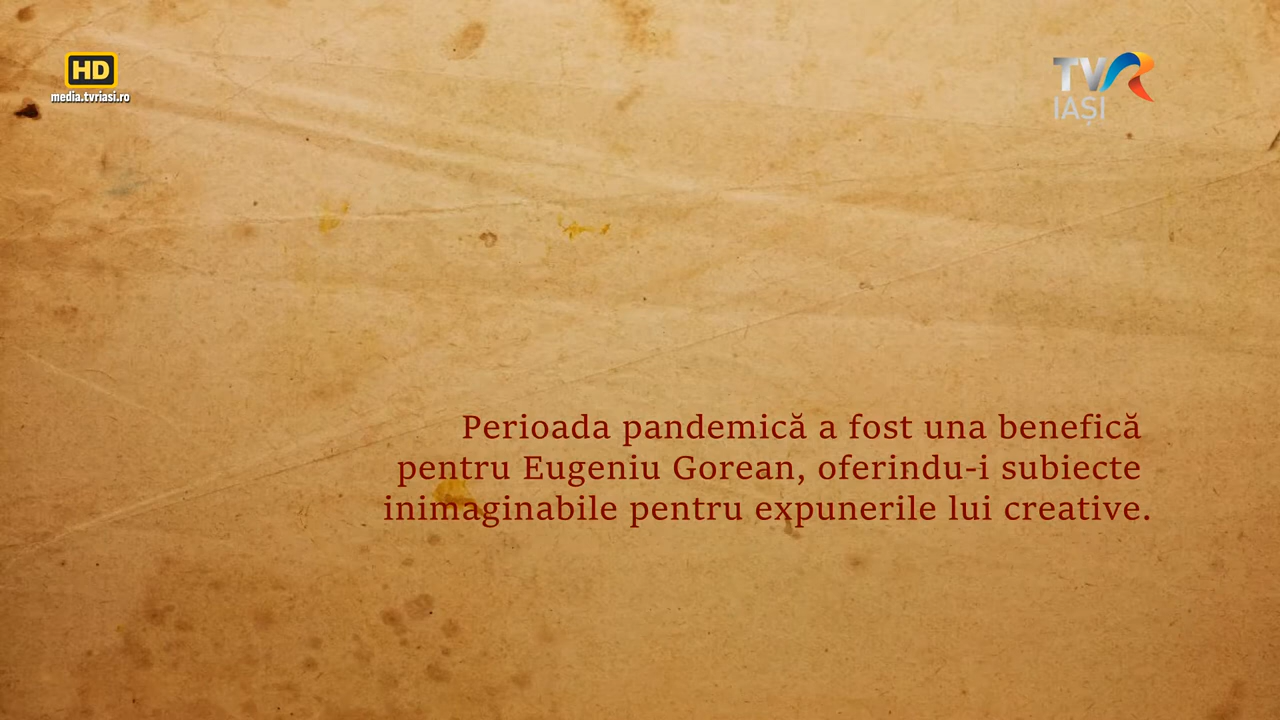 HD
media.tvriasi.ro
TVR
IAȘI
Perioada pandemică a fost una benefică
pentru Eugeniu Gorean, oferindu-i subiecte
inimaginabile pentru expunerile lui creative.